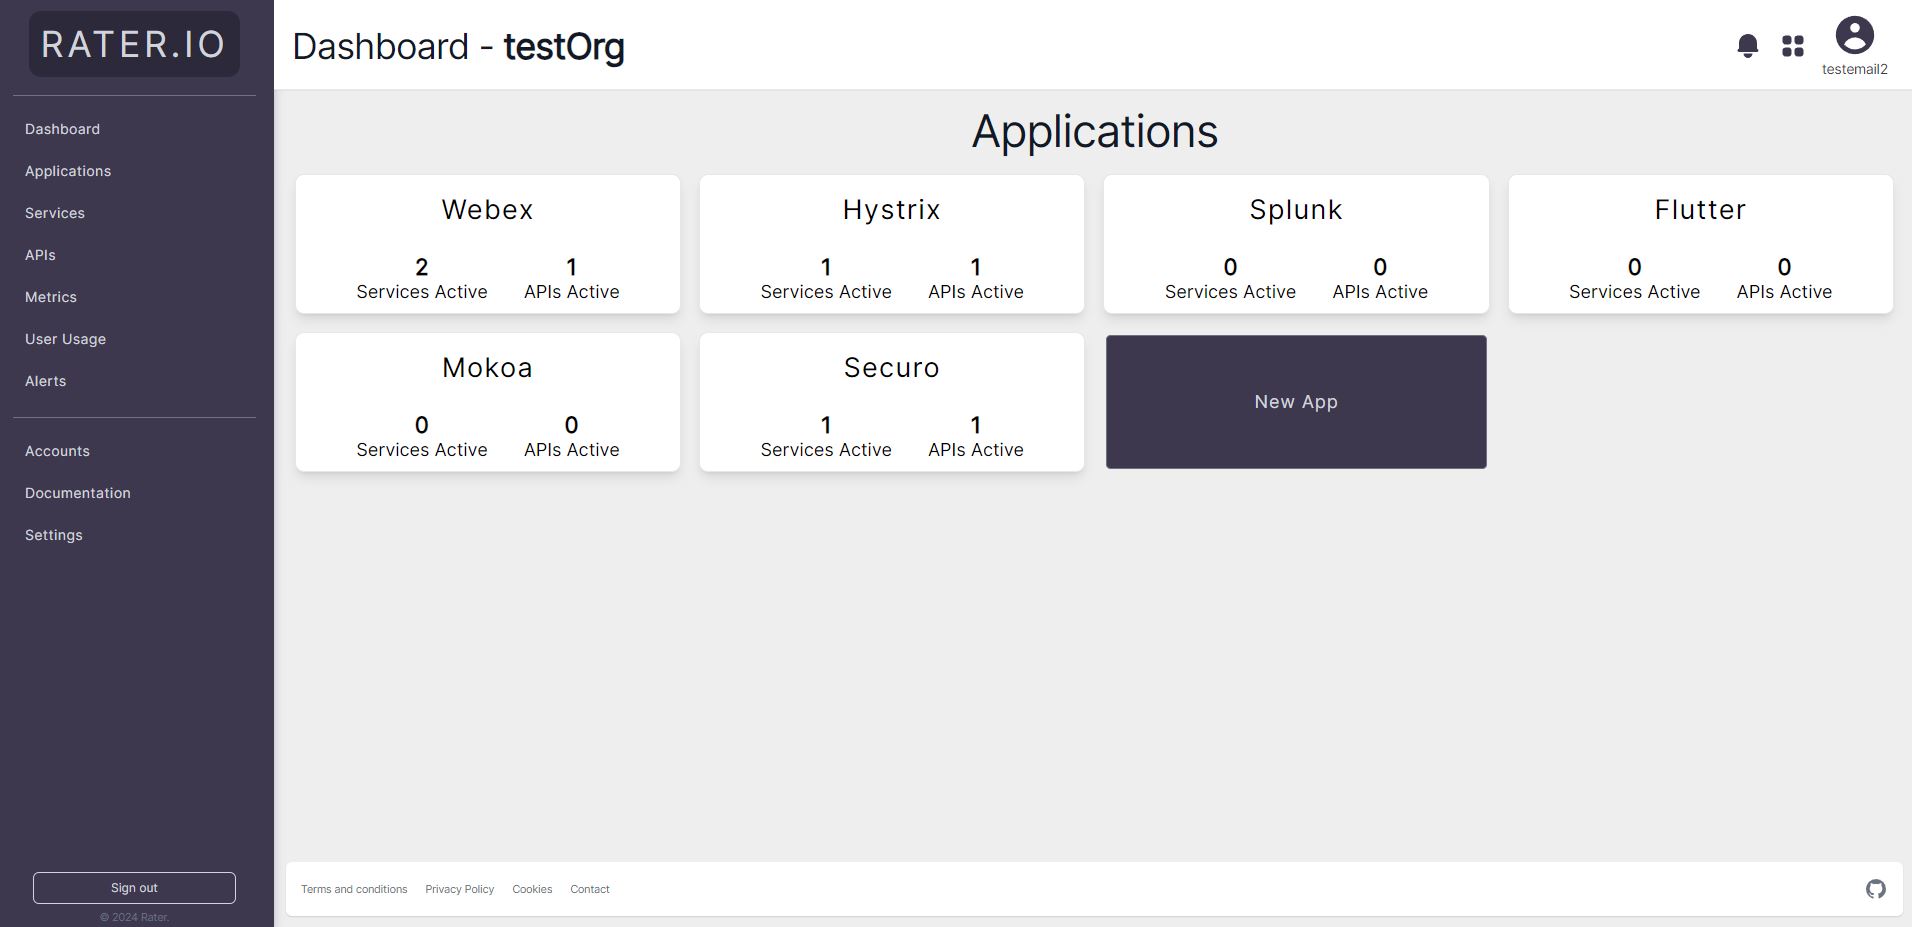 RATER.IO
Dashboard
Applications
Services
APIs
Metrics
User Usage
Alerts
Accounts
Documentation
Settings
Sign out
© 2024 Rater.
Dashboard - testOrg
testemail2
Applications
Webex
2 1
Services Active APIs Active
Hystrix
1 1
Services Active APIs Active
Splunk
0 0
Services Active APIs Active
Flutter
0 0
Services Active APIs Active
Mokoa
0 0
Services Active APIs Active
Securo
1 1
Services Active APIs Active
New App
Terms and conditions Privacy Policy Cookies Contact